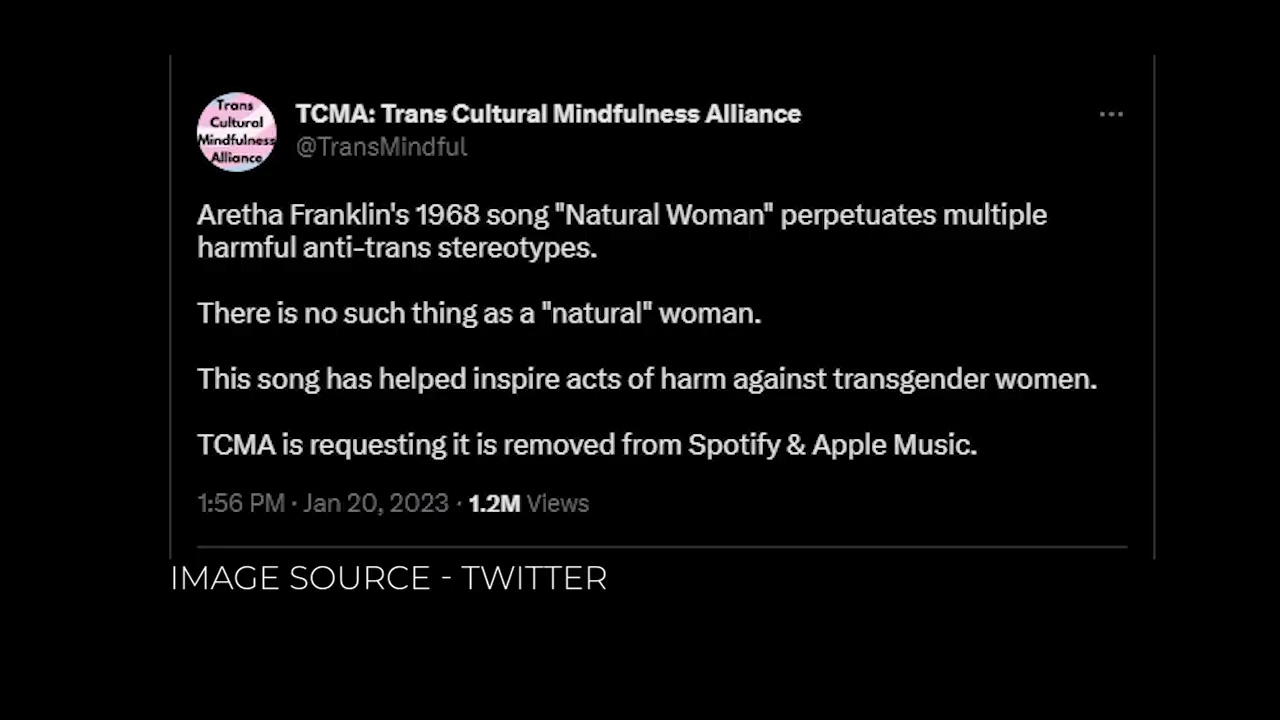 Trans
Cultural
Mindfulness
Alliance
TCMA: Trans Cultural Mindfulness Alliance
@TransMindful
Aretha Franklin's 1968 song "Natural Woman" perpetuates multiple
harmful anti-trans stereotypes.
There is no such thing as a "natural" woman.
This song has helped inspire acts of harm against transgender women.
TCMA is requesting it is removed from Spotify & Apple Music.
1:56 PM · Jan 20, 2023 · 1.2M Views
IMAGE SOURCE - TWITTER